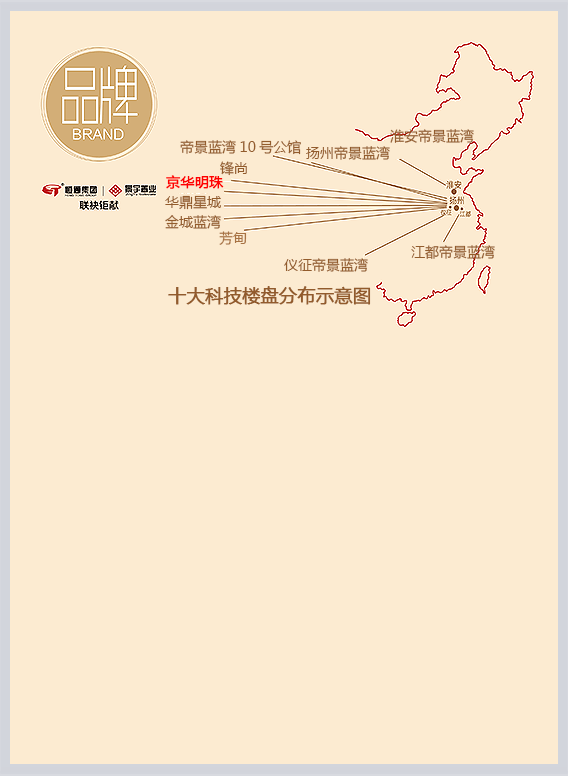 品牌
BRAND
恒通集团
景宇置业
联袂钜献
淮安帝景蓝湾
帝景蓝湾 10 号公馆
扬州帝景蓝湾
锋尚
京华明珠
华鼎星城
金城蓝湾
芳甸
淮安
扬州
仪征
江都
江都帝景蓝湾
仪征帝景蓝湾
十大科技楼盘分布示意图